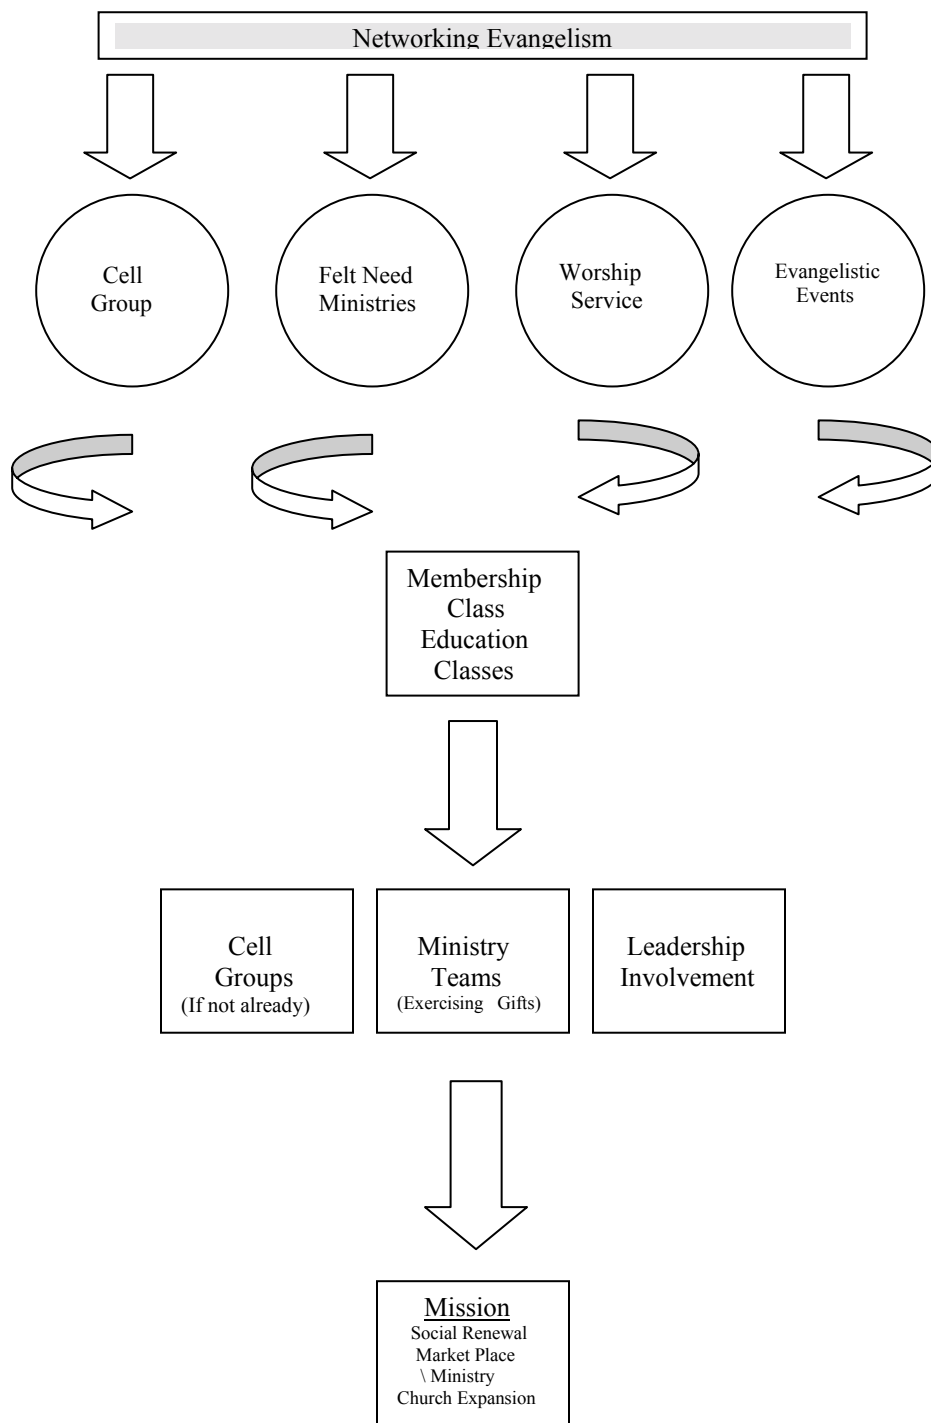 Networking Evangelism
Cell
Group
Felt Need
Ministries
Worship
Service
Evangelistic
Events
Membership
Class
Education
Classes
Cell
Groups
(If not already)
Ministry
Teams
(Exercising Gifts)
Leadership
Involvement
Mission
Social Renewal
Market Place
\ Ministry
Church Expansion